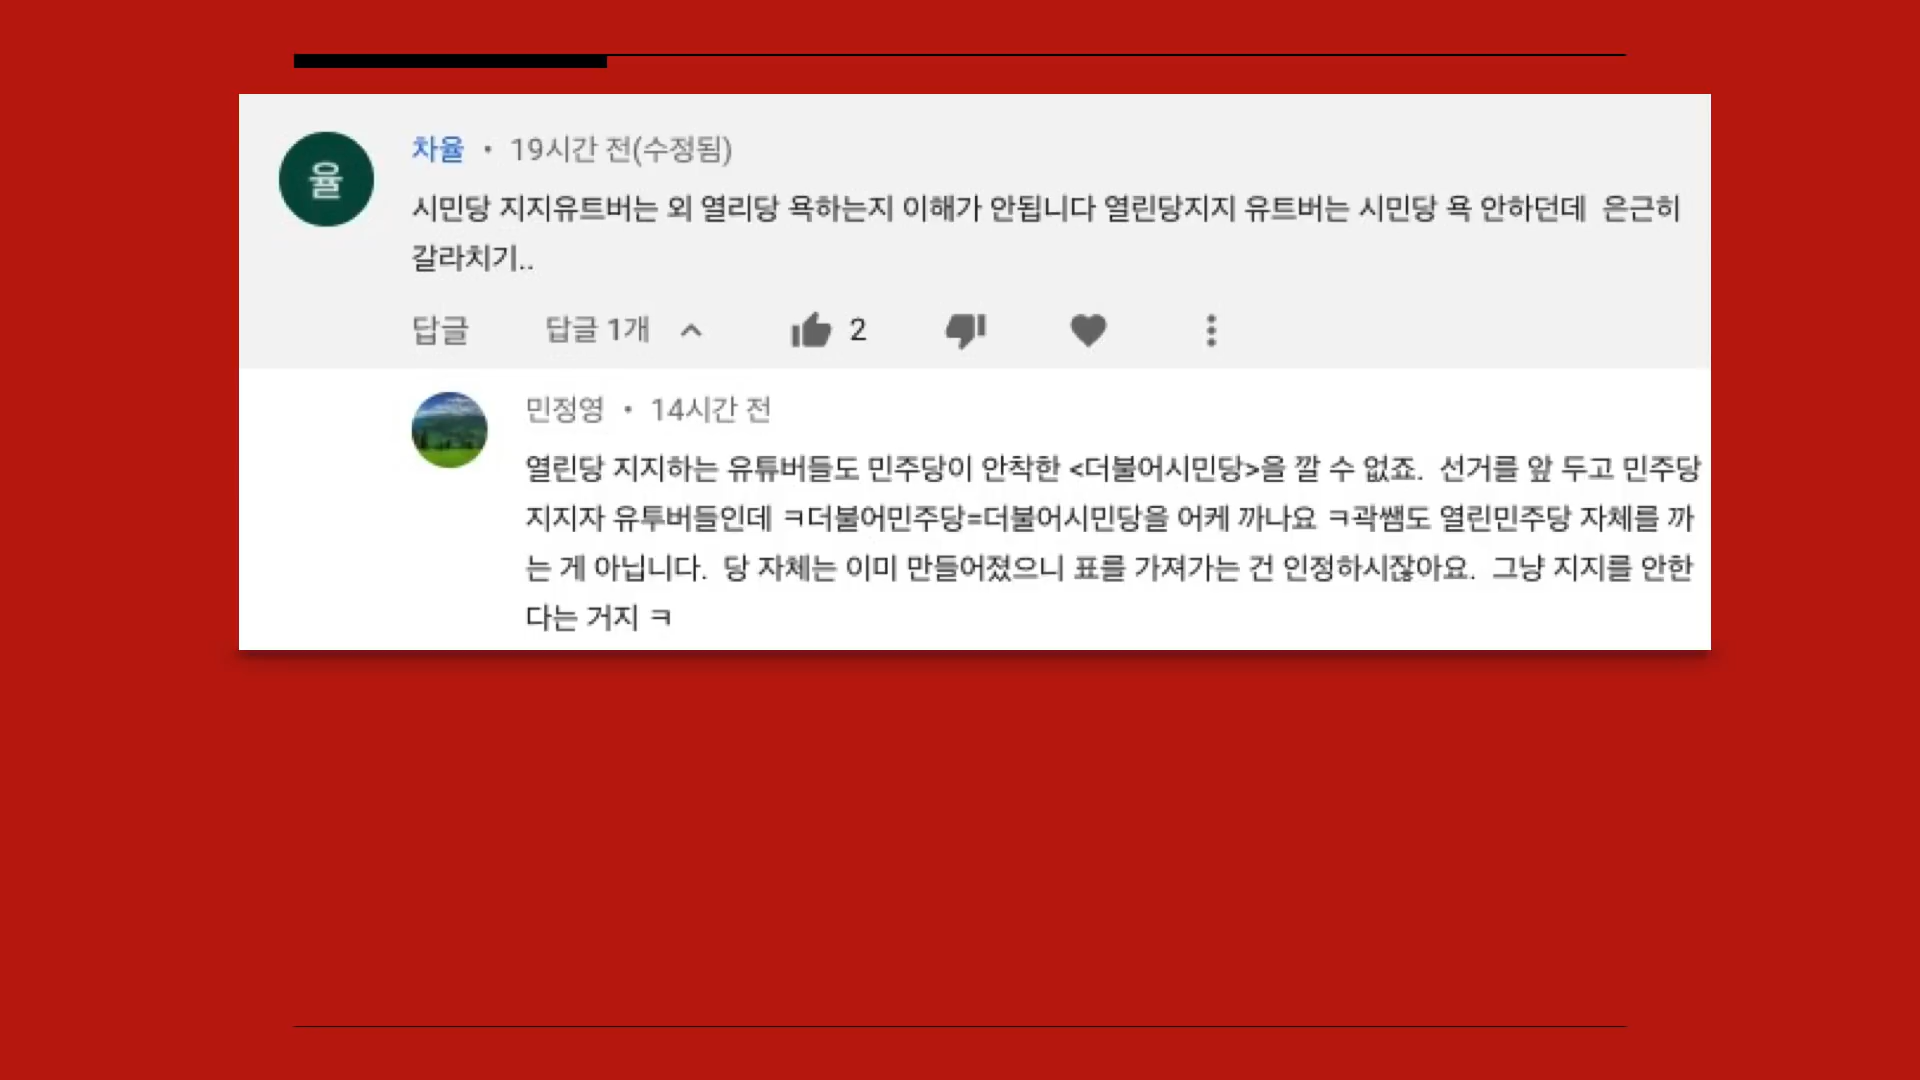 율
차율 • 19시간 전(수정됨)
시민당 지지유트버는 외 열리당 욕하는지 이해가 안됩니다 열린당지지 유트버는 시민당 욕 안하던데 은근히
갈라치기..
답글 답글 1개 2
민정영 • 14시간 전
열린당 지지하는 유튜버들도 민주당이 안착한 <더불어시민당>을 깔 수 없죠. 선거를 앞 두고 민주당
지지자 유투버들인데 ㅋ더불어민주당=더불어시민당을 어케 까나요 ㅋ곽쌤도 열린민주당 자체를 까
는 게 아닙니다. 당 자체는 이미 만들어졌으니 표를 가져가는 건 인정하시잖아요. 그냥 지지를 안한
다는 거지 ㅋ